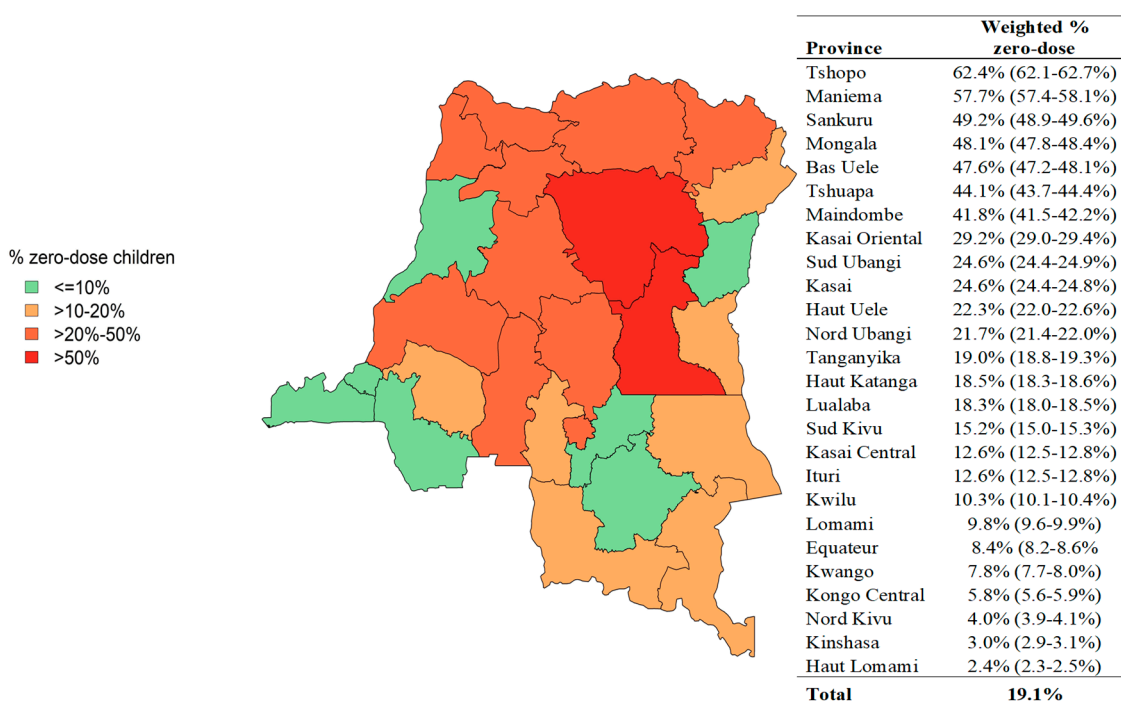 % zero-dose children
<=10%
>10-20%
>20%-50%
>50%
Weighted %
Province zero-dose
Tshopo 62.4% (62.1-62.7%)
Maniema 57.7% (57.4-58.1%)
Sankuru 49.2% (48.9-49.6%)
Mongala 48.1% (47.8-48.4%)
Bas Uele 47.6% (47.2-48.1%)
Tshuapa 44.1% (43.7-44.4%)
Maindombe 41.8% (41.5-42.2%)
Kasai Oriental 29.2% (29.0-29.4%)
Sud Ubangi 24.6% (24.4-24.9%)
Kasai 24.6% (24.4-24.8%)
Haut Uele 22.3% (22.0-22.6%)
Nord Ubangi 21.7% (21.4-22.0%)
Tanganyika 19.0% (18.8-19.3%)
Haut Katanga 18.5% (18.3-18.6%)
Lualaba 18.3% (18.0-18.5%)
Sud Kivu 15.2% (15.0-15.3%)
Kasai Central 12.6% (12.5-12.8%)
Ituri 12.6% (12.5-12.8%)
Kwilu 10.3% (10.1-10.4%)
Lomami 9.8% (9.6-9.9%)
Equateur 8.4% (8.2-8.6%
Kwango 7.8% (7.7-8.0%)
Kongo Central 5.8% (5.6-5.9%)
Nord Kivu 4.0% (3.9-4.1%)
Kinshasa 3.0% (2.9-3.1%)
Haut Lomami 2.4% (2.3-2.5%)
Total 19.1%